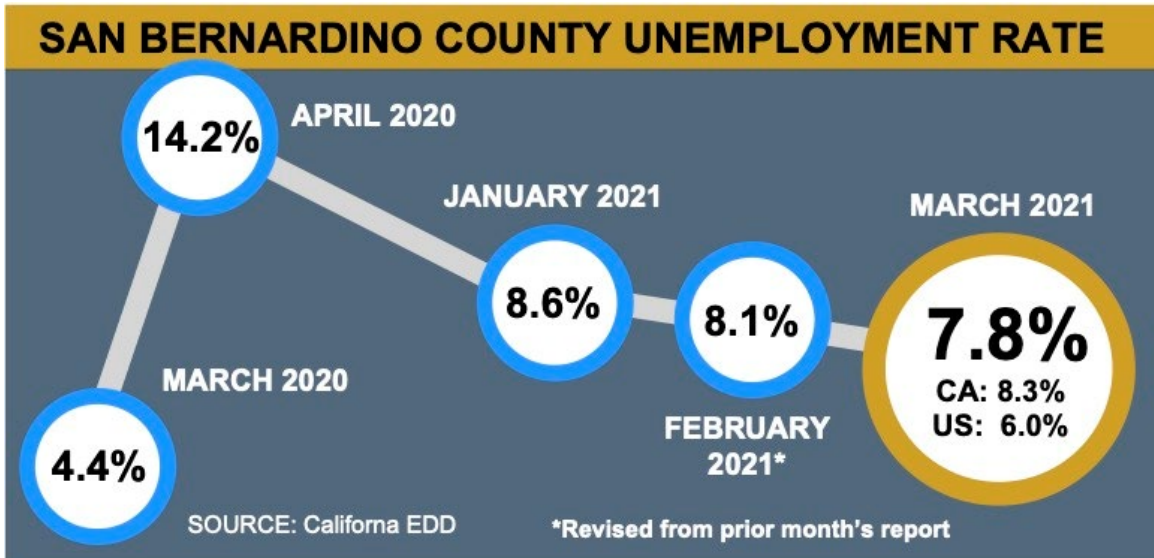 SAN BERNARDINO COUNTY UNEMPLOYMENT RATE
14.2%
APRIL 2020
JANUARY 2021
MARCH 2021
8.6%
8.1%
7.8%
CA: 8.3%
US: 6.0%
MARCH 2020
4.4%
FEBRUARY
2021*
SOURCE: Californa EDD
*Revised from prior month's report